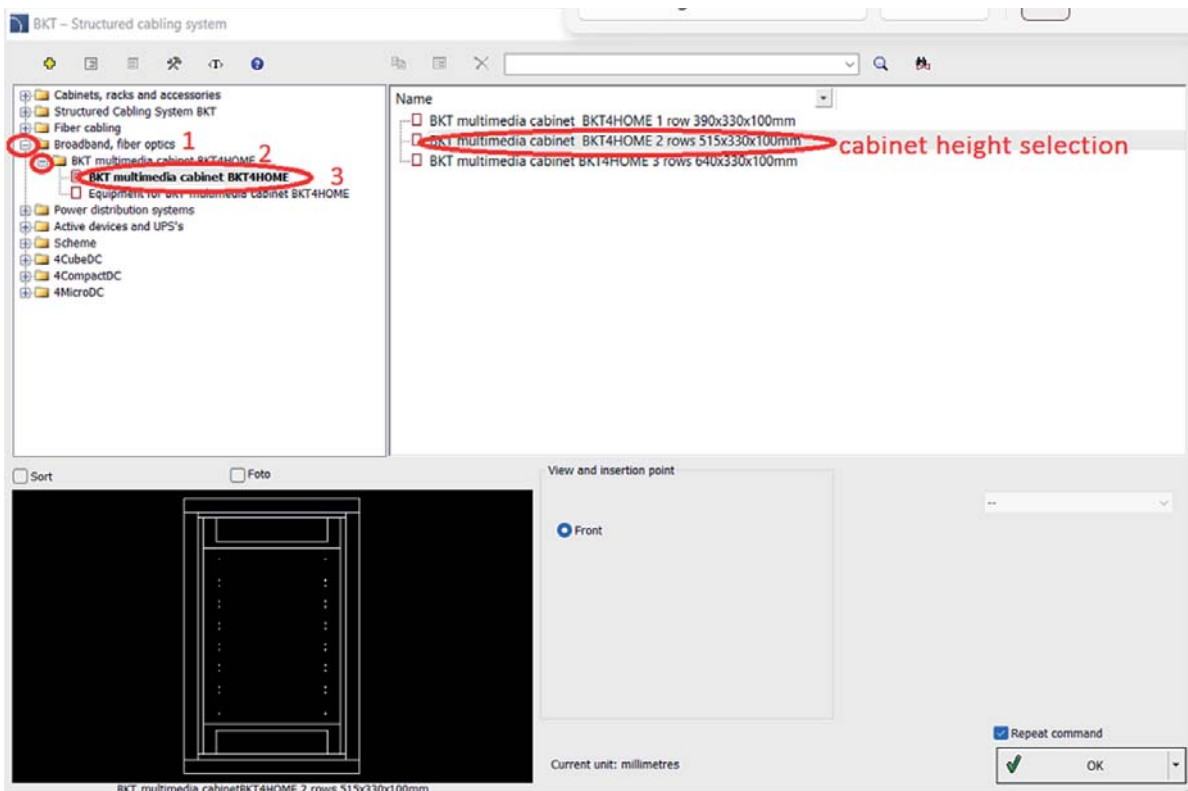 BKT – Structured cabling system
Cabinets, racks and accessories
Structured Cabling System BKT
Fiber cabling
Broadband, fiber optics 1
BKT multimedia cabinet BKT4HOME 2
BKT multimedia cabinet BKT4HOME 3
Equipment for BKT multimedia cabinet BKT4HOME
Power distribution systems
Active devices and UPS's
Scheme
4CubeDC
4CompactDC
4MicroDC
Name
BKT multimedia cabinet BKT4HOME 1 row 390x330x100mm
BKT multimedia cabinet BKT4HOME 2 rows 515x330x100mm cabinet height selection
BKT multimedia cabinet BKT4HOME 3 rows 640x330x100mm
Sort
Foto
View and insertion point
--
Front
Repeat command
Current unit: millimetres
OK
BKT multimedia cabinetBKT4HOME 2 rows 515x330x100mm